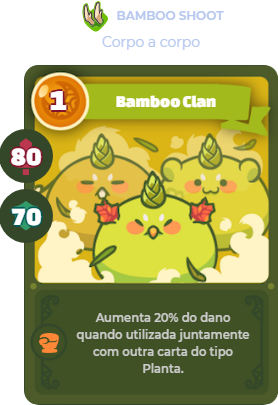 BAMBOO SHOOT
Corpo a corpo
1
Bamboo Clan
80
70
Aumenta 20% do dano
quando utilizada juntamente
com outra carta do tipo
Planta.